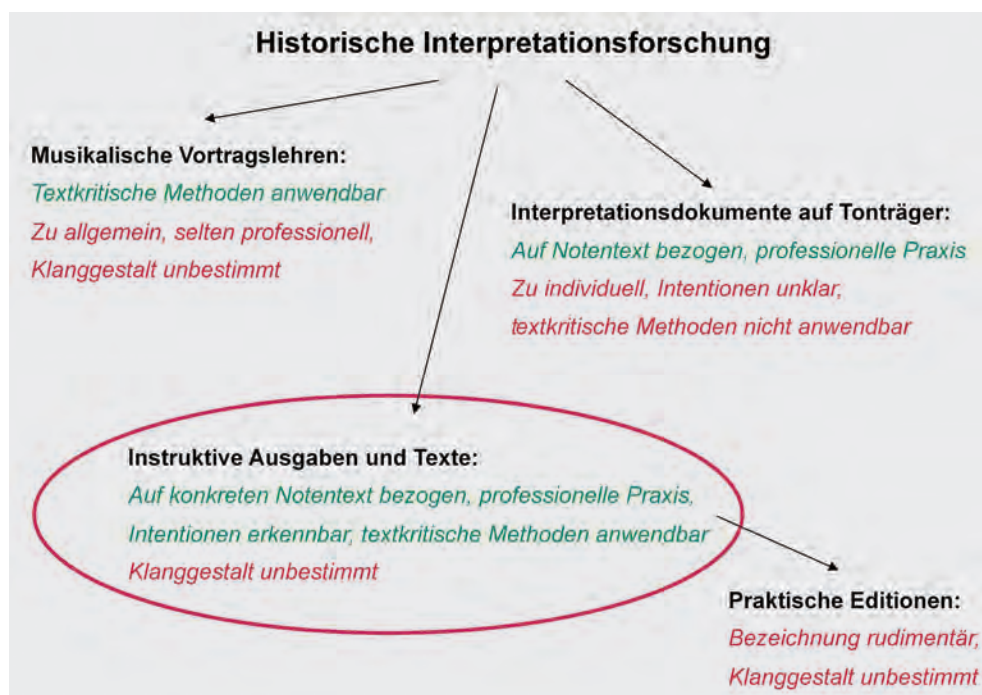 Historische Interpretationsforschung
Musikalische Vortragslehren:
Textkritische Methoden anwendbar
Zu allgemein, selten professionell,
Klanggestalt unbestimmt
Interpretationsdokumente auf Tonträger:
Auf Notentext bezogen, professionelle Praxis
Zu individuell, Intentionen unklar,
textkritische Methoden nicht anwendbar
Instruktive Ausgaben und Texte:
Auf konkreten Notentext bezogen, professionelle Praxis,
Intentionen erkennbar, textkritische Methoden anwendbar
Klanggestalt unbestimmt
Praktische Editionen:
Bezeichnung rudimentär,
Klanggestalt unbestimmt